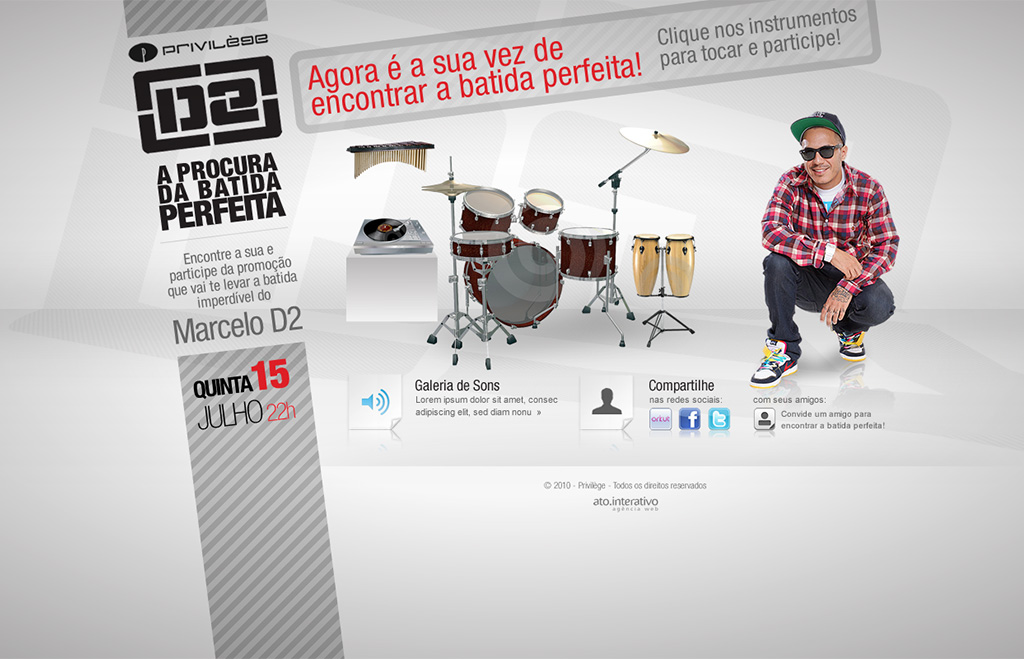 PRIVILÈGE
D2
A PROCURA
DA BATIDA
PERFEITA
Encontre a sua e
participe da promoção
que vai te levar a batida
imperdível do
Marcelo D2
QUINTA 15
JULHO 22h
Agora é a sua vez de
encontrar a batida perfeita!
Clique nos instrumentos
para tocar e participe!
Galeria de Sons
Lorem ipsum dolor sit amet, consec
adipiscing elit, sed diam nonu »
Compartilhe
nas redes sociais:
orkut
f
t
com seus amigos:
Convide um amigo para
encontrar a batida perfeita!
© 2010 - Privilège - Todos os direitos reservados
ato.interativo
agência web